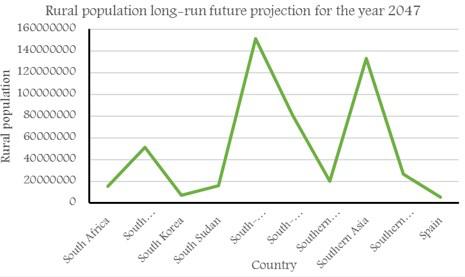 Rural population long-run future projection for the year 2047
Rural population
160000000
140000000
120000000
100000000
80000000
60000000
40000000
20000000
0
South Africa
South…
South Korea
South Sudan
South-…
South-…
Southern…
Southern Asia
Southern…
Spain
Country